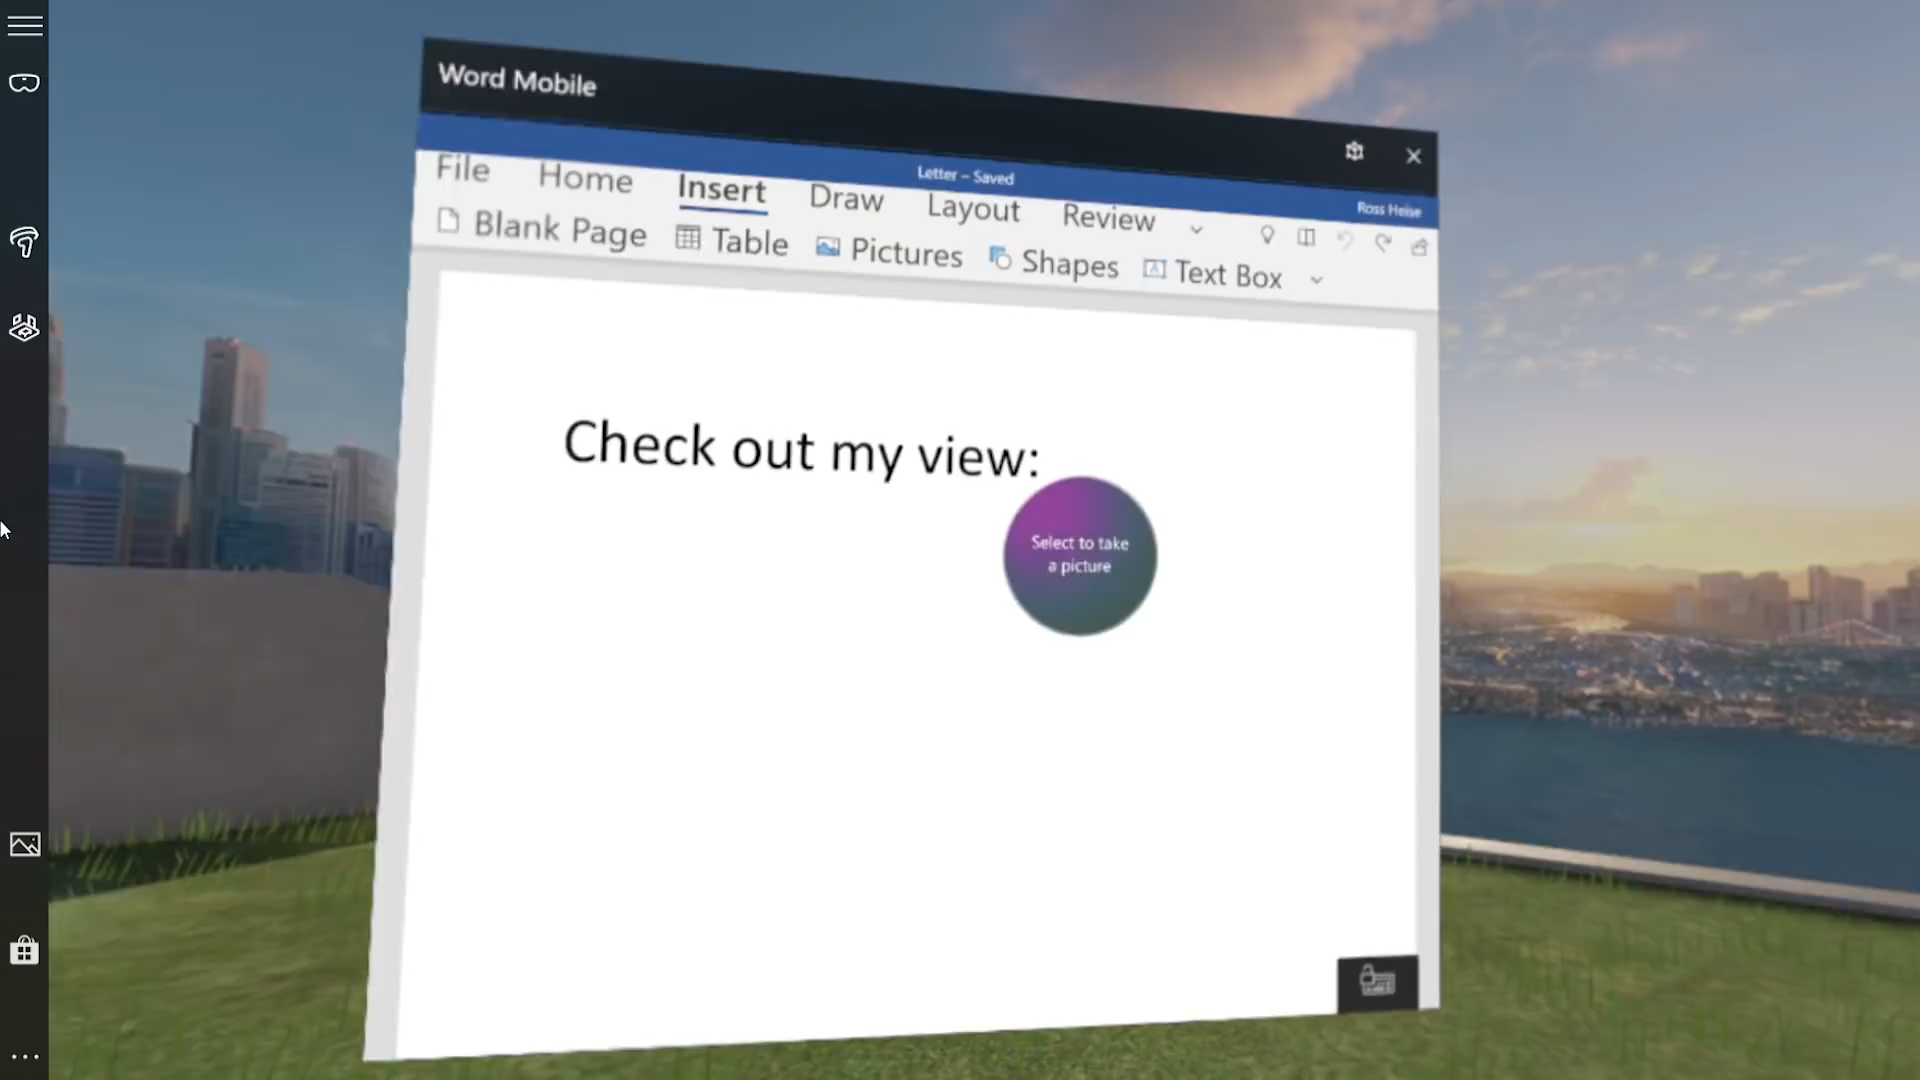 Word Mobile
Letter – Saved
Ross Heise
File Home Insert Draw Layout Review
Blank Page Table Pictures Shapes Text Box
Check out my view:
Select to take
a picture